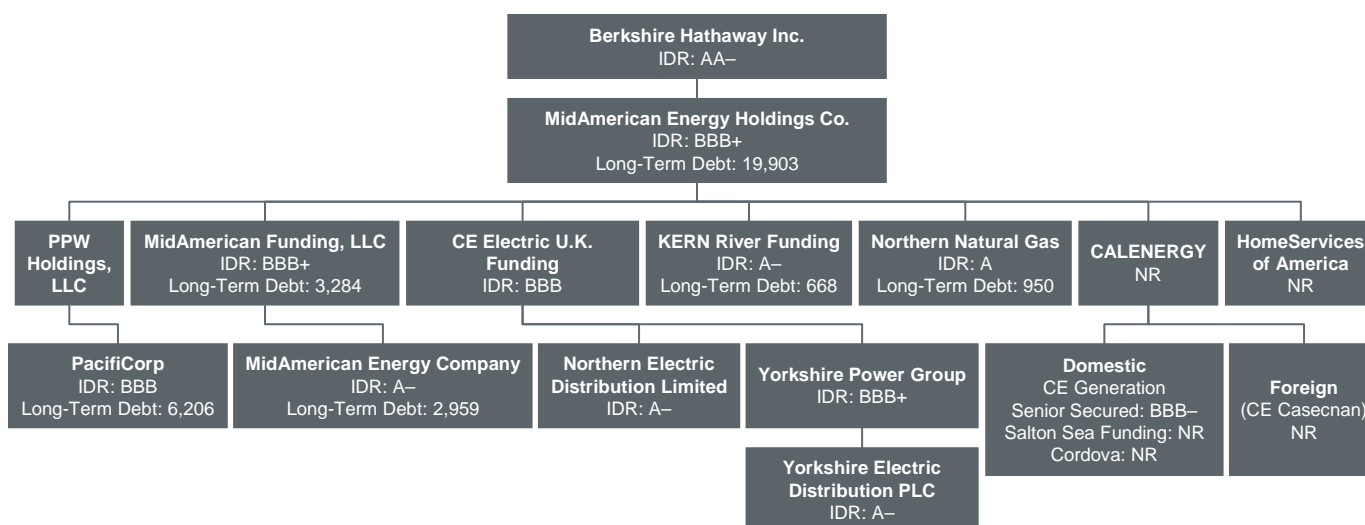 Berkshire Hathaway Inc.
IDR: AA–
MidAmerican Energy Holdings Co.
IDR: BBB+
Long-Term Debt: 19,903
PPW
Holdings,
LLC
MidAmerican Funding, LLC
IDR: BBB+
Long-Term Debt: 3,284
CE Electric U.K.
Funding
IDR: BBB
KERN River Funding
IDR: A–
Long-Term Debt: 668
Northern Natural Gas
IDR: A
Long-Term Debt: 950
CALENERGY
NR
HomeServices
of America
NR
PacifiCorp
IDR: BBB
Long-Term Debt: 6,206
MidAmerican Energy Company
IDR: A–
Long-Term Debt: 2,959
Northern Electric
Distribution Limited
IDR: A–
Yorkshire Power Group
IDR: BBB+
Domestic
CE Generation
Senior Secured: BBB–
Salton Sea Funding: NR
Cordova: NR
Foreign
(CE Casecnan)
NR
Yorkshire Electric
Distribution PLC
IDR: A–